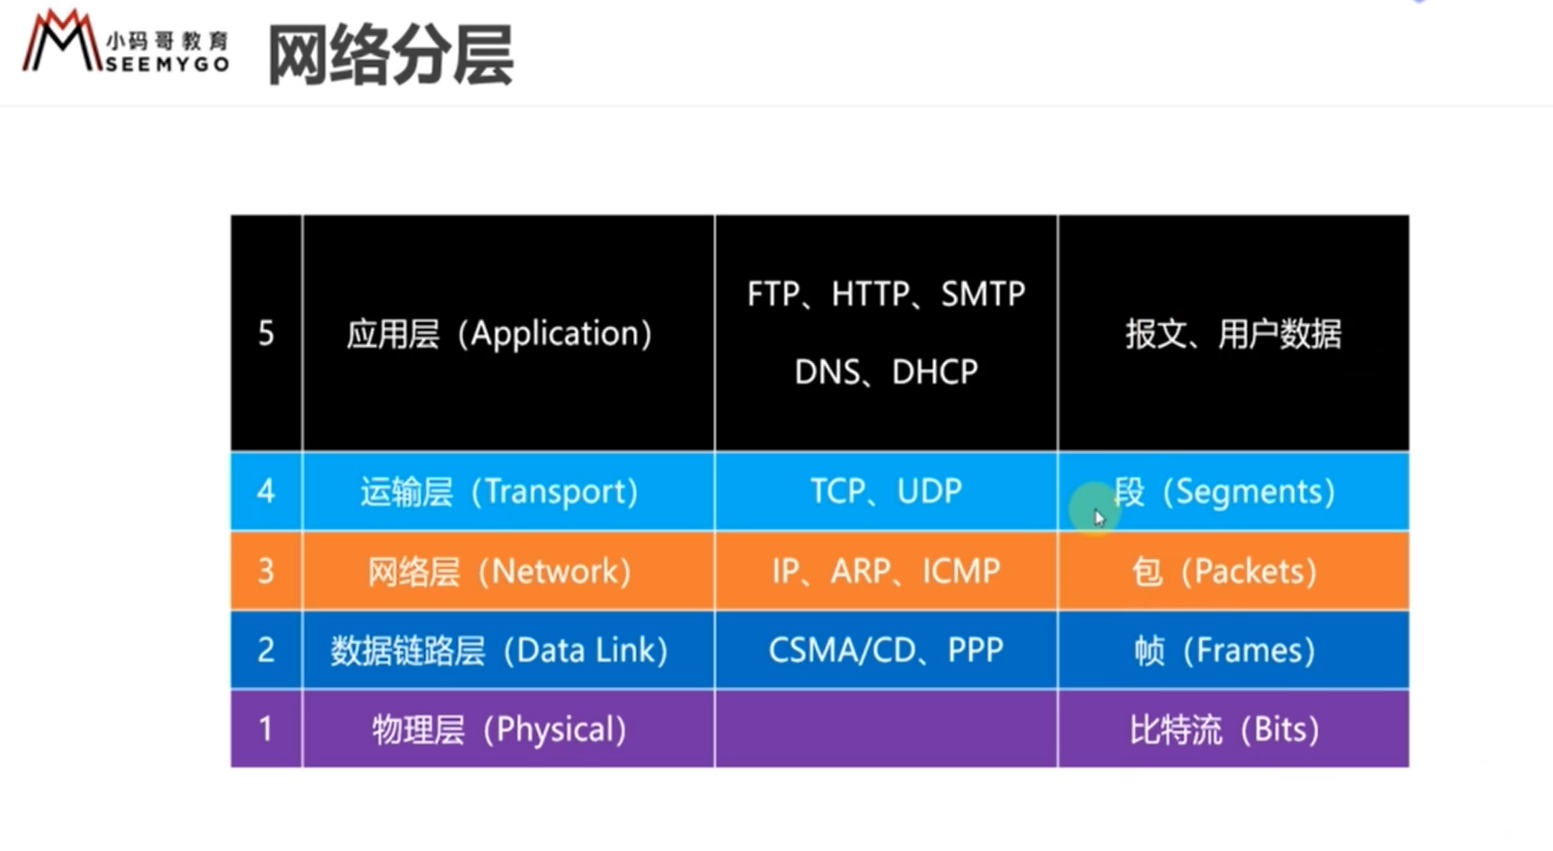 小码哥教育
SEEMYGO
网络分层
5
应用层（Application）
FTP、HTTP、SMTP
DNS、DHCP
报文、用户数据
4
运输层（Transport）
TCP、UDP
段（Segments）
3
网络层（Network）
IP、ARP、ICMP
包（Packets）
2
数据链路层（Data Link）
CSMA/CD、PPP
帧（Frames）
1
物理层（Physical）
比特流（Bits）